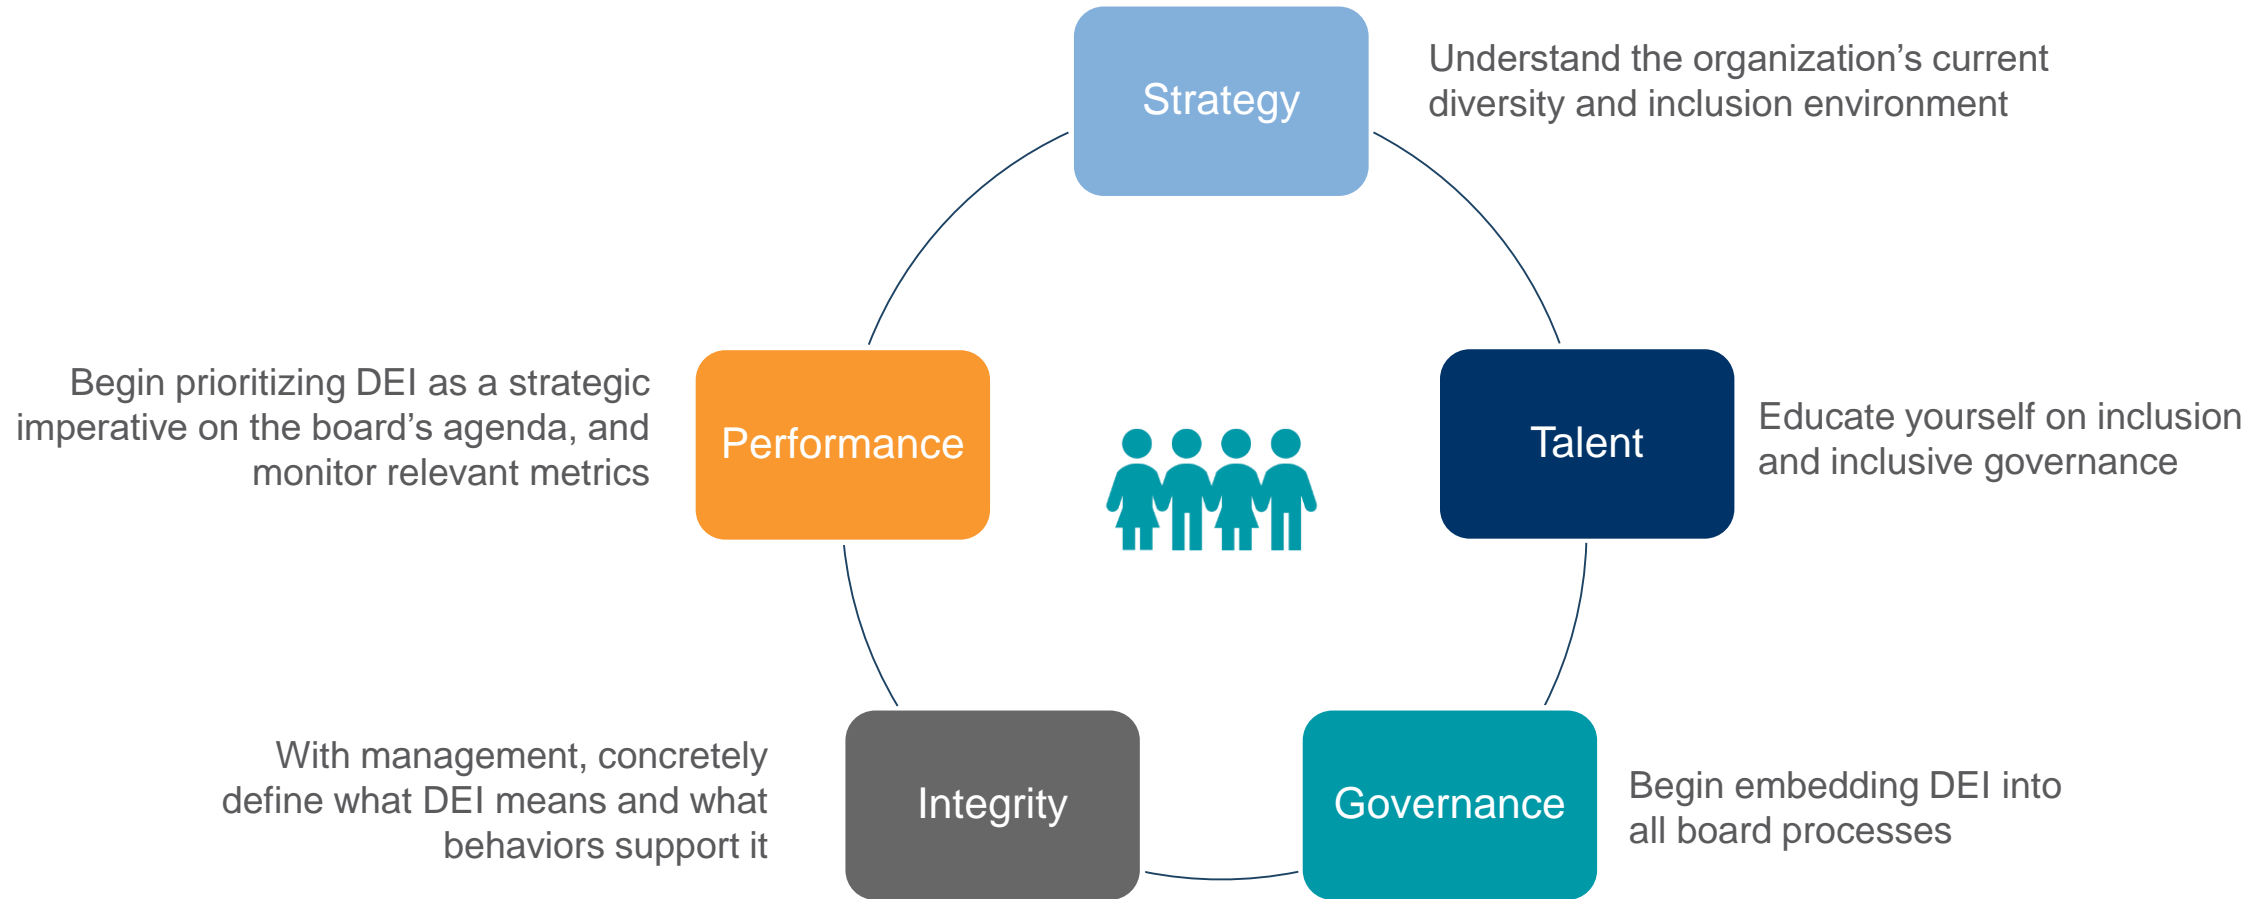 Strategy
Understand the organization’s current
diversity and inclusion environment
Talent
Educate yourself on inclusion
and inclusive governance
Governance
Begin embedding DEI into
all board processes
Integrity
With management, concretely
define what DEI means and what
behaviors support it
Performance
Begin prioritizing DEI as a strategic
imperative on the board’s agenda, and
monitor relevant metrics